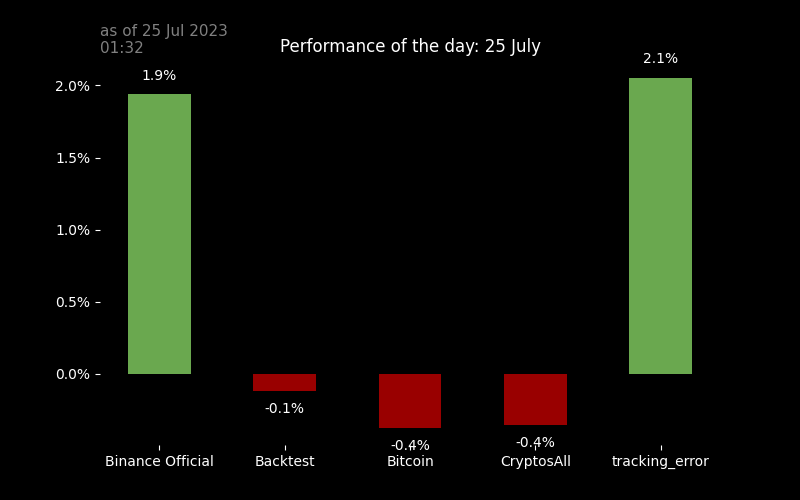 as of 25 Jul 2023
01:32
Performance of the day: 25 July
2.0%
1.5%
1.0%
0.5%
0.0%
1.9%
-0.1%
-0.4%
-0.4%
2.1%
Binance Official
Backtest
Bitcoin
CryptosAll
tracking_error